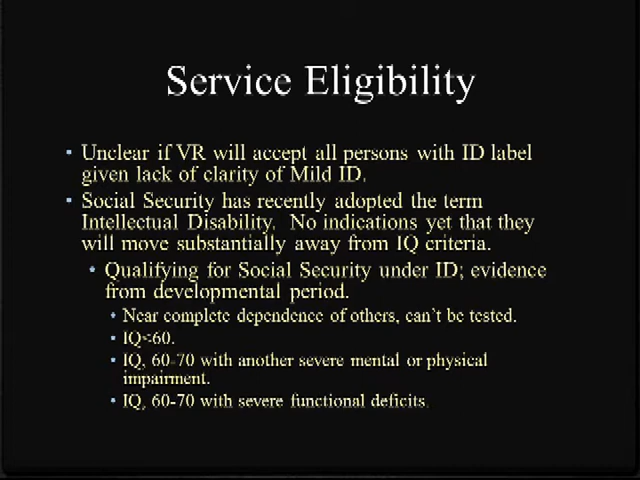 Service Eligibility
• Unclear if VR will accept all persons with ID label
given lack of clarity of Mild ID.
• Social Security has recently adopted the term
Intellectual Disability. No indications yet that they
will move substantially away from IQ criteria.
• Qualifying for Social Security under ID; evidence
from developmental period.
• Near complete dependence of others, can't be tested.
• IQ<60.
• IQ, 60-70 with another severe mental or physical
impairment.
• IQ, 60-70 with severe functional deficits.